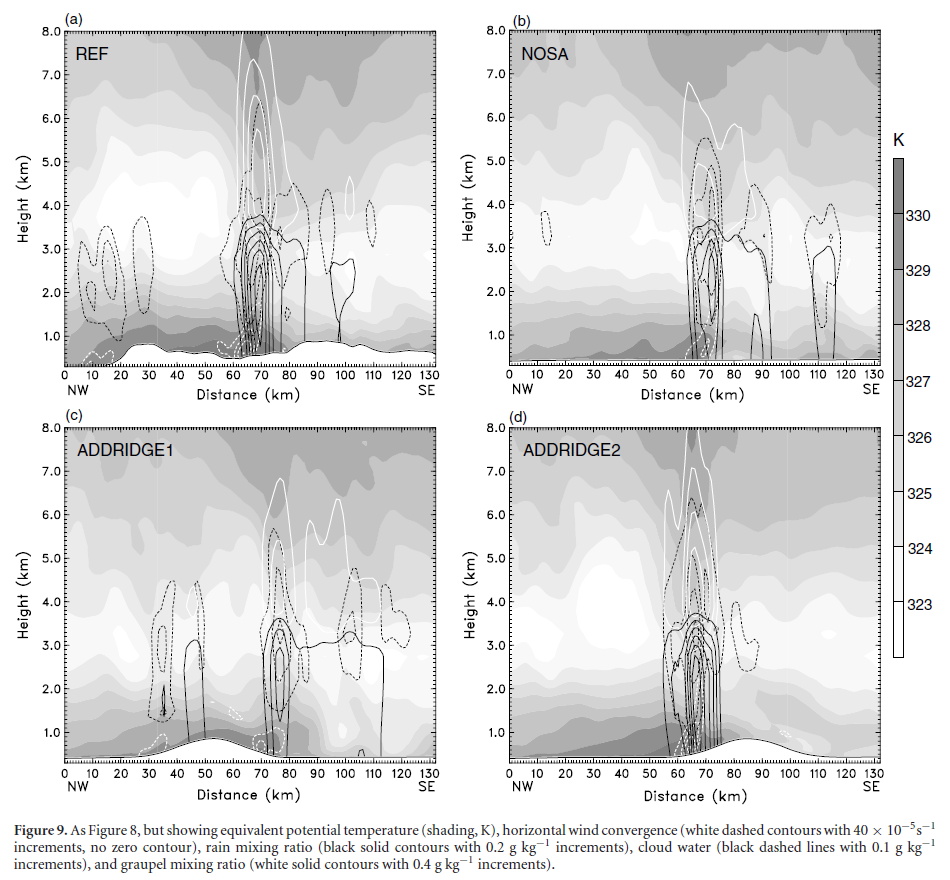 (a)
(b)
REF
NOSA
8.0
7.0
6.0
5.0
4.0
3.0
2.0
1.0
Height (km)
0 10 20 30 40 50 60 70 80 90 100 110 120 130
NW Distance (km) SE
8.0
7.0
6.0
5.0
4.0
3.0
2.0
1.0
Height (km)
0 10 20 30 40 50 60 70 80 90 100 110 120 130
NW Distance (km) SE
K
330
329
328
327
326
325
324
323
(c)
(d)
ADDRIDGE1
ADDRIDGE2
8.0
7.0
6.0
5.0
4.0
3.0
2.0
1.0
Height (km)
0 10 20 30 40 50 60 70 80 90 100 110 120 130
NW Distance (km) SE
8.0
7.0
6.0
5.0
4.0
3.0
2.0
1.0
Height (km)
0 10 20 30 40 50 60 70 80 90 100 110 120 130
NW Distance (km) SE
Figure 9. As Figure 8, but showing equivalent potential temperature (shading, K), horizontal wind convergence (white dashed contours with 40 × 10⁻⁵s⁻¹
increments, no zero contour), rain mixing ratio (black solid contours with 0.2 g kg⁻¹ increments), cloud water (black dashed lines with 0.1 g kg⁻¹
increments), and graupel mixing ratio (white solid contours with 0.4 g kg⁻¹ increments).